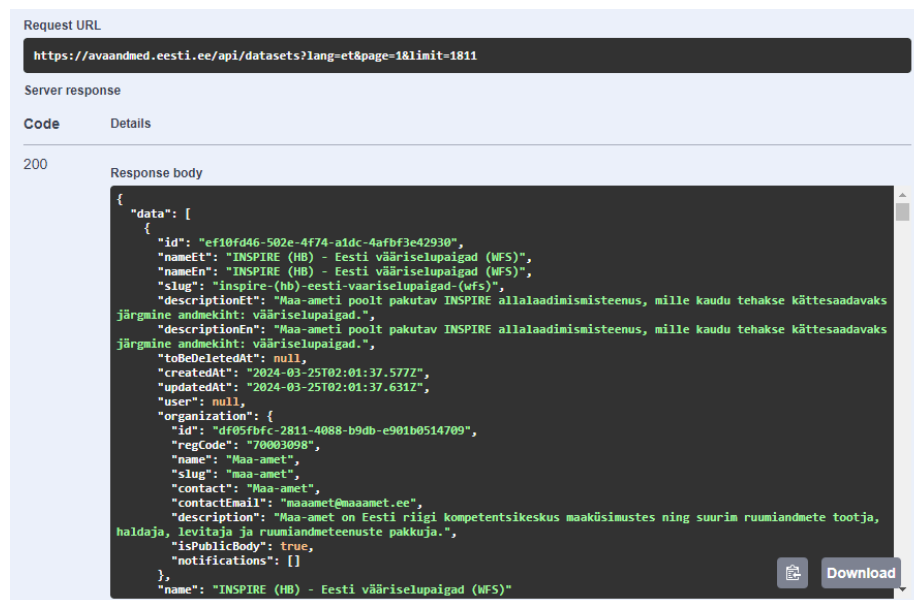 Request URL
https://avaandmed.eesti.ee/api/datasets?lang=et&page=1&limit=1811
Server response
Code Details
200
Response body
{
"data": [
{
"id": "ef10fd46-502e-4f74-a1dc-4afbf3e42930",
"nameEt": "INSPIRE (HB) - Eesti vääriselupaigad (WFS)",
"nameEn": "INSPIRE (HB) - Eesti vääriselupaigad (WFS)",
"slug": "inspire-(hb)-eesti-vaariselupaigad-(wfs)",
"descriptionEt": "Maa-ameti poolt pakutav INSPIRE allalaadimismisteenus, mille kaudu tehakse kättesaadavaks
järgmine andmekiht: vääriselupaigad.",
"descriptionEn": "Maa-ameti poolt pakutav INSPIRE allalaadimismisteenus, mille kaudu tehakse kättesaadavaks
järgmine andmekiht: vääriselupaigad.",
"toBeDeletedAt": null,
"createdAt": "2024-03-25T02:01:37.577Z",
"updatedAt": "2024-03-25T02:01:37.631Z",
"user": null,
"organization": {
"id": "df05fbfc-2811-4088-b9db-e901b0514709",
"regCode": "70003098",
"name": "Maa-amet",
"slug": "maa-amet",
"contact": "Maa-amet",
"contactEmail": "maaamet@maaamet.ee",
"description": "Maa-amet on Eesti riigi kompetentsikeskus maaküsimustes ning suurim ruumiandmete tootja,
haldaja, levitaja ja ruumiandmeteenuste pakkuja.",
"isPublicBody": true,
"notifications": []
},
"name": "INSPIRE (HB) - Eesti vääriselupaigad (WFS)"
Download